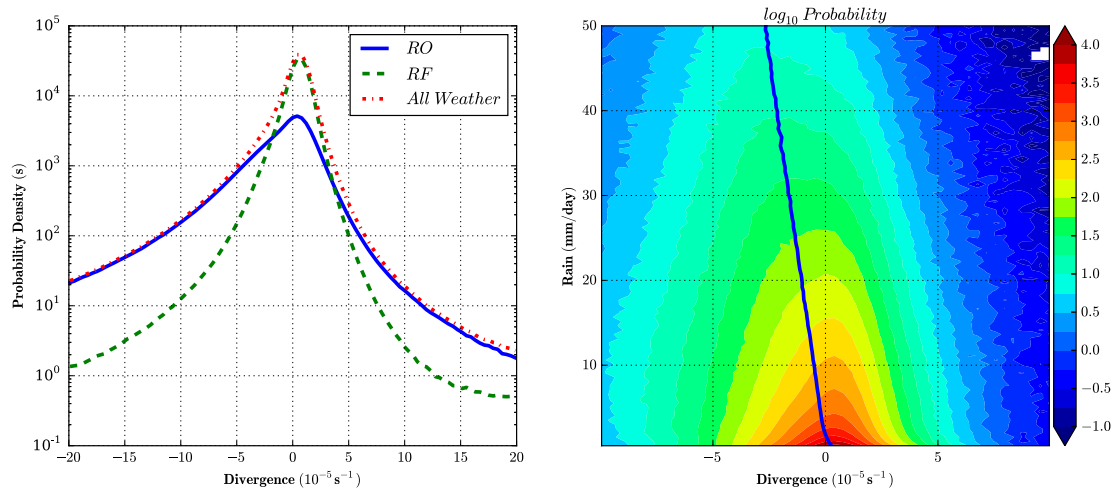 10^5
10^4
10^3
10^2
10^1
10^0
10^-1
Probability Density (s)
RO
RF
All Weather
−20 −15 −10 −5 0 5 10 15 20
Divergence (10^-5 s^-1)
log10 Probability
50
40
30
20
10
Rain (mm/day)
−5 0 5
Divergence (10^-5 s^-1)
4.0
3.5
3.0
2.5
2.0
1.5
1.0
0.5
0.0
−0.5
−1.0